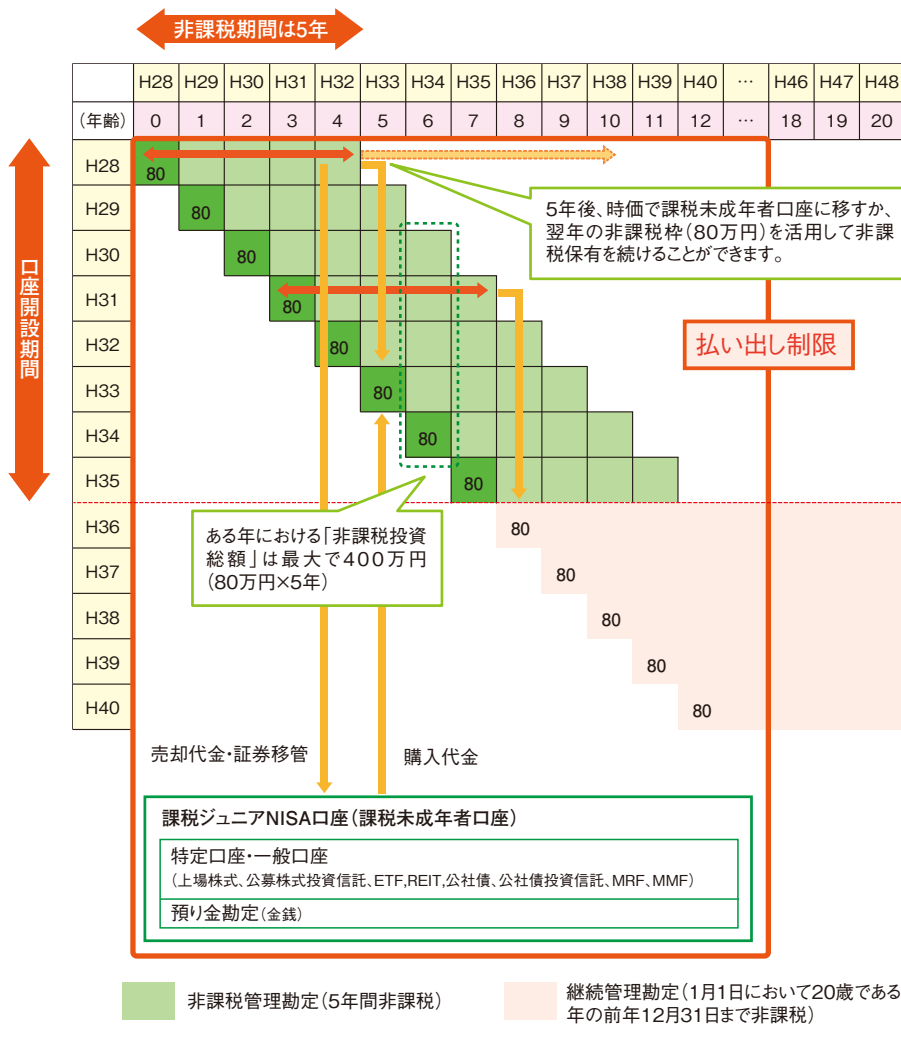 非課税期間は5年
H28 H29 H30 H31 H32 H33 H34 H35 H36 H37 H38 H39 H40 … H46 H47 H48
(年齢) 0 1 2 3 4 5 6 7 8 9 10 11 12 … 18 19 20
口座開設期間
H28 80
5年後、時価で課税未成年者口座に移すか、
翌年の非課税枠(80万円)を活用して非課
税保有を続けることができます。
H29 80
H30 80
H31 80
H32 80
払い出し制限
H33 80
H34 80
H35 80
ある年における「非課税投資
総額」は最大で400万円
(80万円×5年)
H36 80
H37 80
H38 80
H39 80
H40 80
売却代金・証券移管
購入代金
課税ジュニアNISA口座(課税未成年者口座)
特定口座・一般口座
(上場株式、公募株式投資信託、ETF,REIT,公社債、公社債投資信託、MRF、MMF)
預り金勘定(金銭)
非課税管理勘定(5年間非課税)
継続管理勘定(1月1日において20歳である
年の前年12月31日まで非課税)